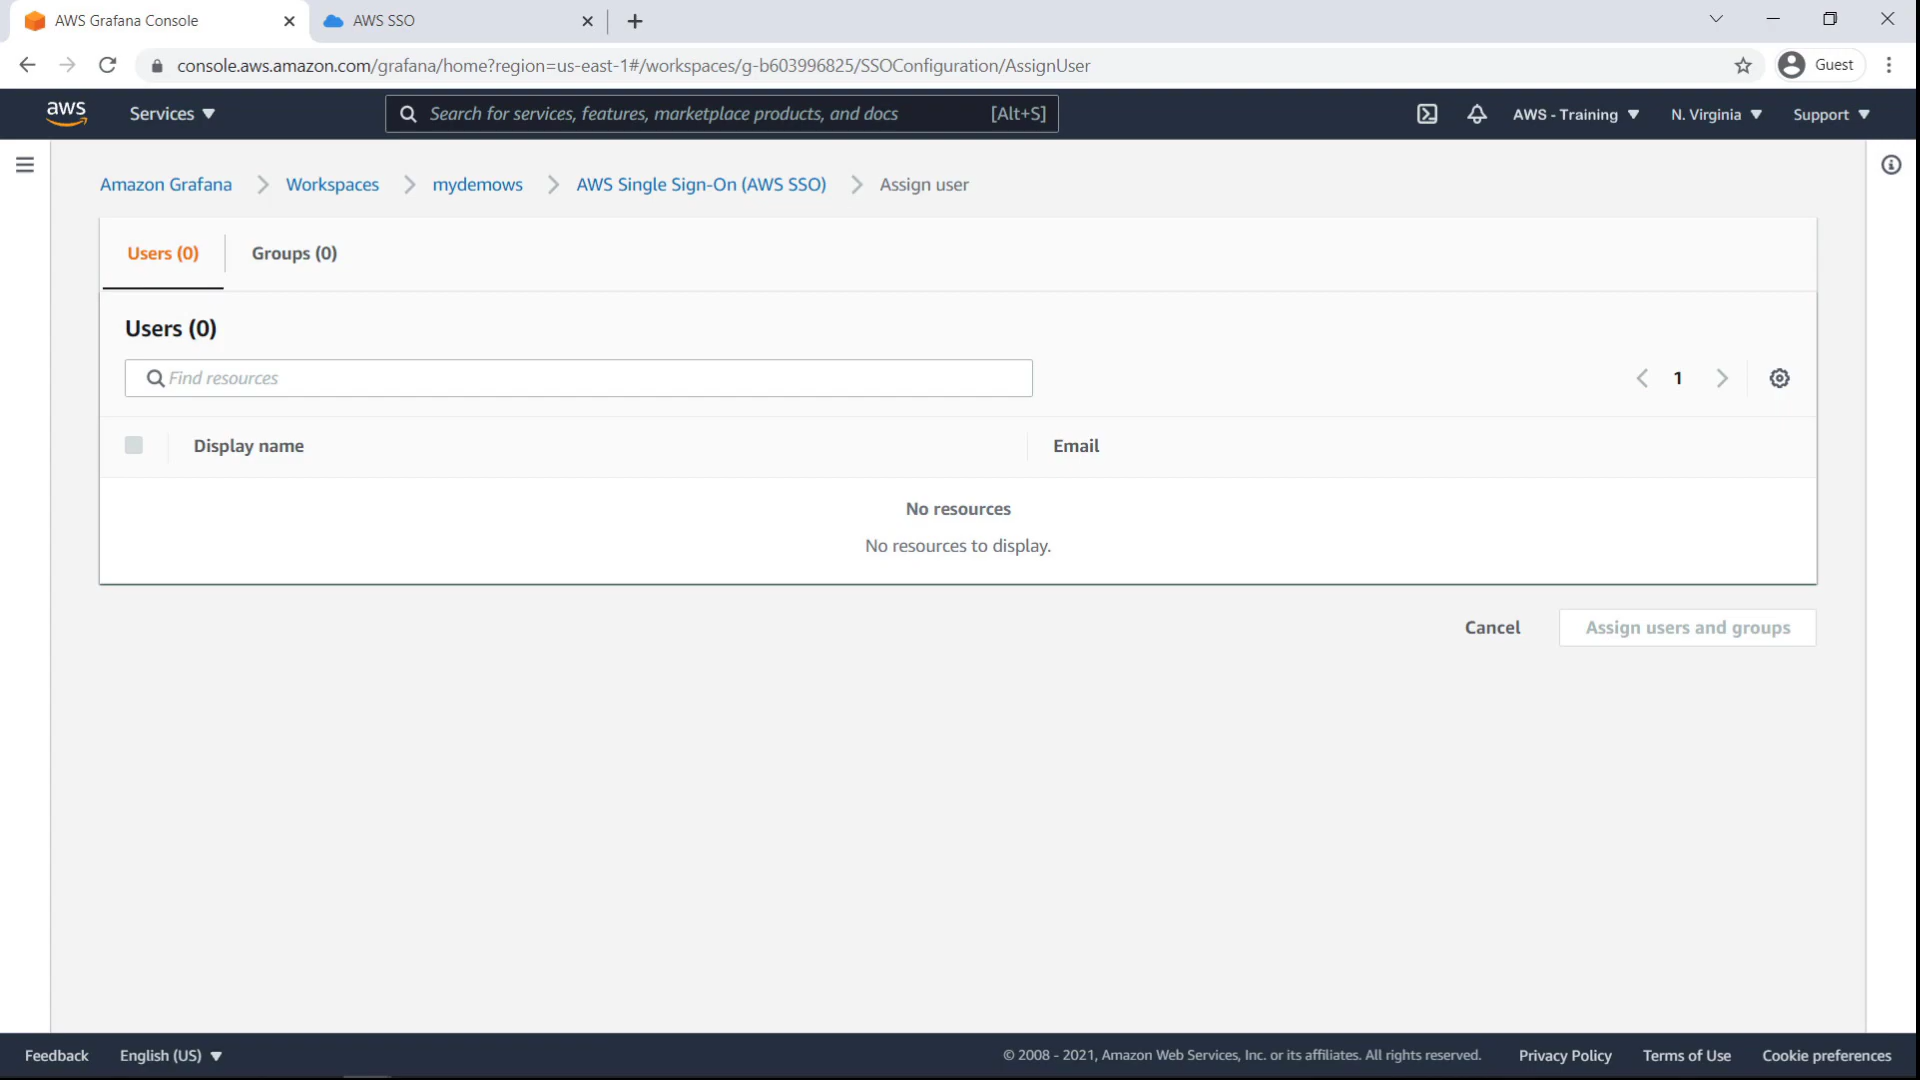 AWS Grafana Console
AWS SSO
console.aws.amazon.com/grafana/home?region=us-east-1#/workspaces/g-b603996825/SSOConfiguration/AssignUser
Guest
aws
Services
Search for services, features, marketplace products, and docs
[Alt+S]
AWS - Training
N. Virginia
Support
Amazon Grafana
Workspaces
mydemows
AWS Single Sign-On (AWS SSO)
Assign user
Users (0)
Groups (0)
Users (0)
Find resources
1
Display name
Email
No resources
No resources to display.
Cancel
Assign users and groups
Feedback
English (US)
© 2008 - 2021, Amazon Web Services, Inc. or its affiliates. All rights reserved.
Privacy Policy
Terms of Use
Cookie preferences